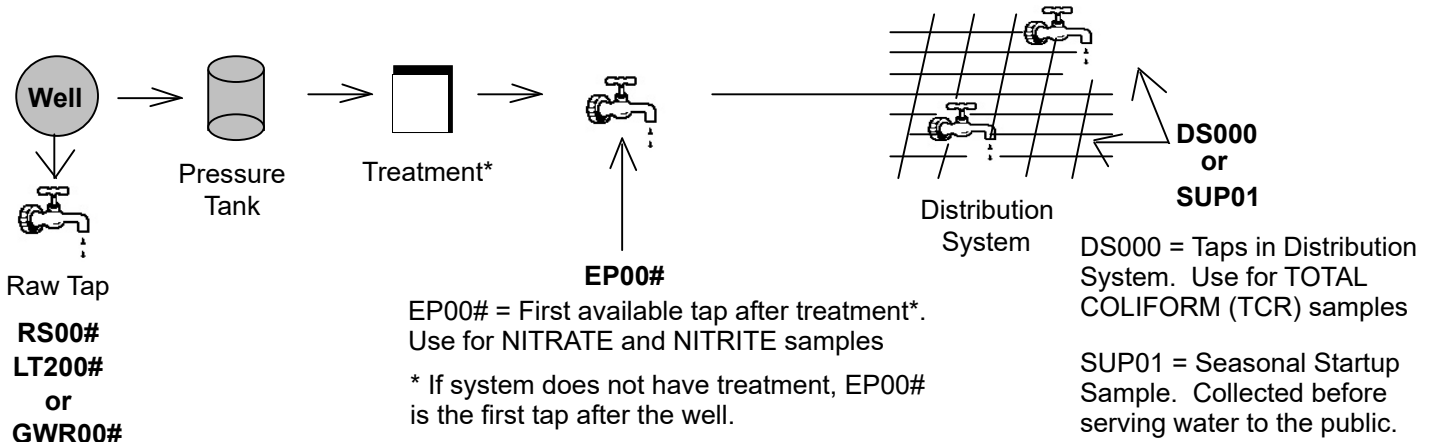 Well
Raw Tap
RS00#
LT200#
or
GWR00#
Pressure
Tank
Treatment*
EP00#
EP00# = First available tap after treatment*.
Use for NITRATE and NITRITE samples
* If system does not have treatment, EP00#
is the first tap after the well.
Distribution
System
DS000
or
SUP01
DS000 = Taps in Distribution
System. Use for TOTAL
COLIFORM (TCR) samples
SUP01 = Seasonal Startup
Sample. Collected before
serving water to the public.